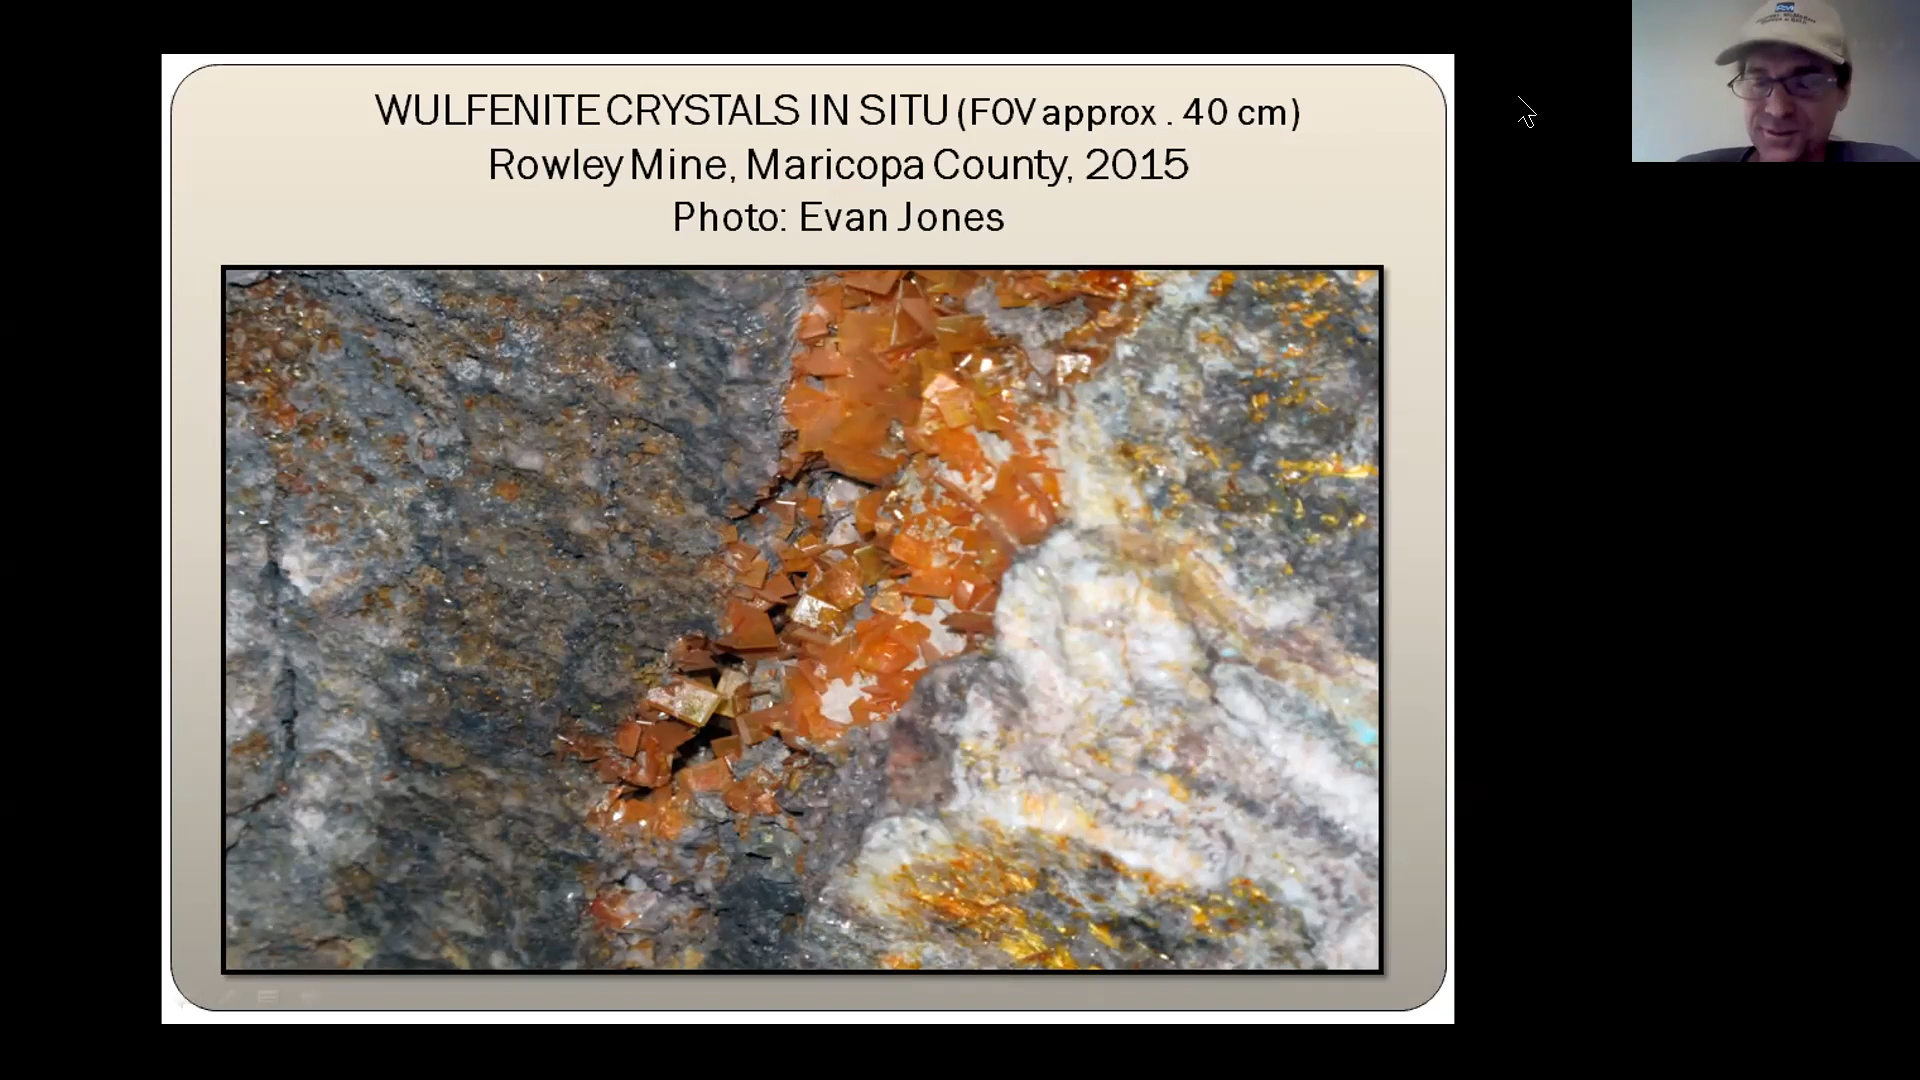 WULFENITE CRYSTALS IN SITU (FOV approx . 40 cm)
Rowley Mine, Maricopa County, 2015
Photo: Evan Jones